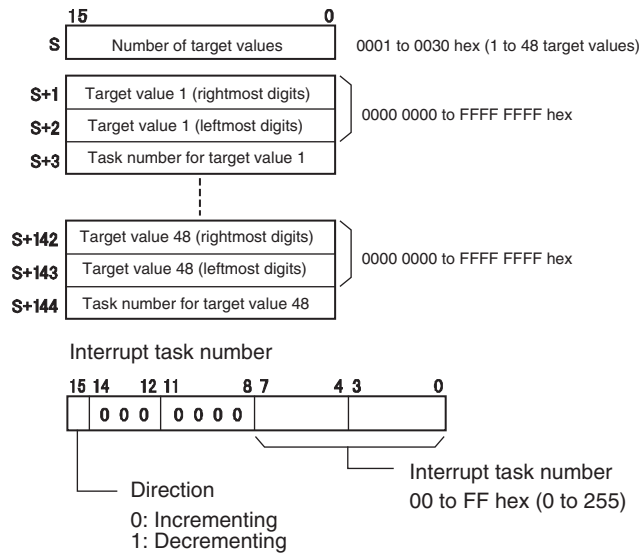 15 0
S Number of target values 0001 to 0030 hex (1 to 48 target values)
S+1 Target value 1 (rightmost digits)
0000 0000 to FFFF FFFF hex
S+2 Target value 1 (leftmost digits)
S+3 Task number for target value 1
S+142 Target value 48 (rightmost digits)
0000 0000 to FFFF FFFF hex
S+143 Target value 48 (leftmost digits)
S+144 Task number for target value 48
Interrupt task number
15 14 12 11 8 7 4 3 0
0 0 0 0 0 0 0
Interrupt task number
00 to FF hex (0 to 255)
Direction
0: Incrementing
1: Decrementing